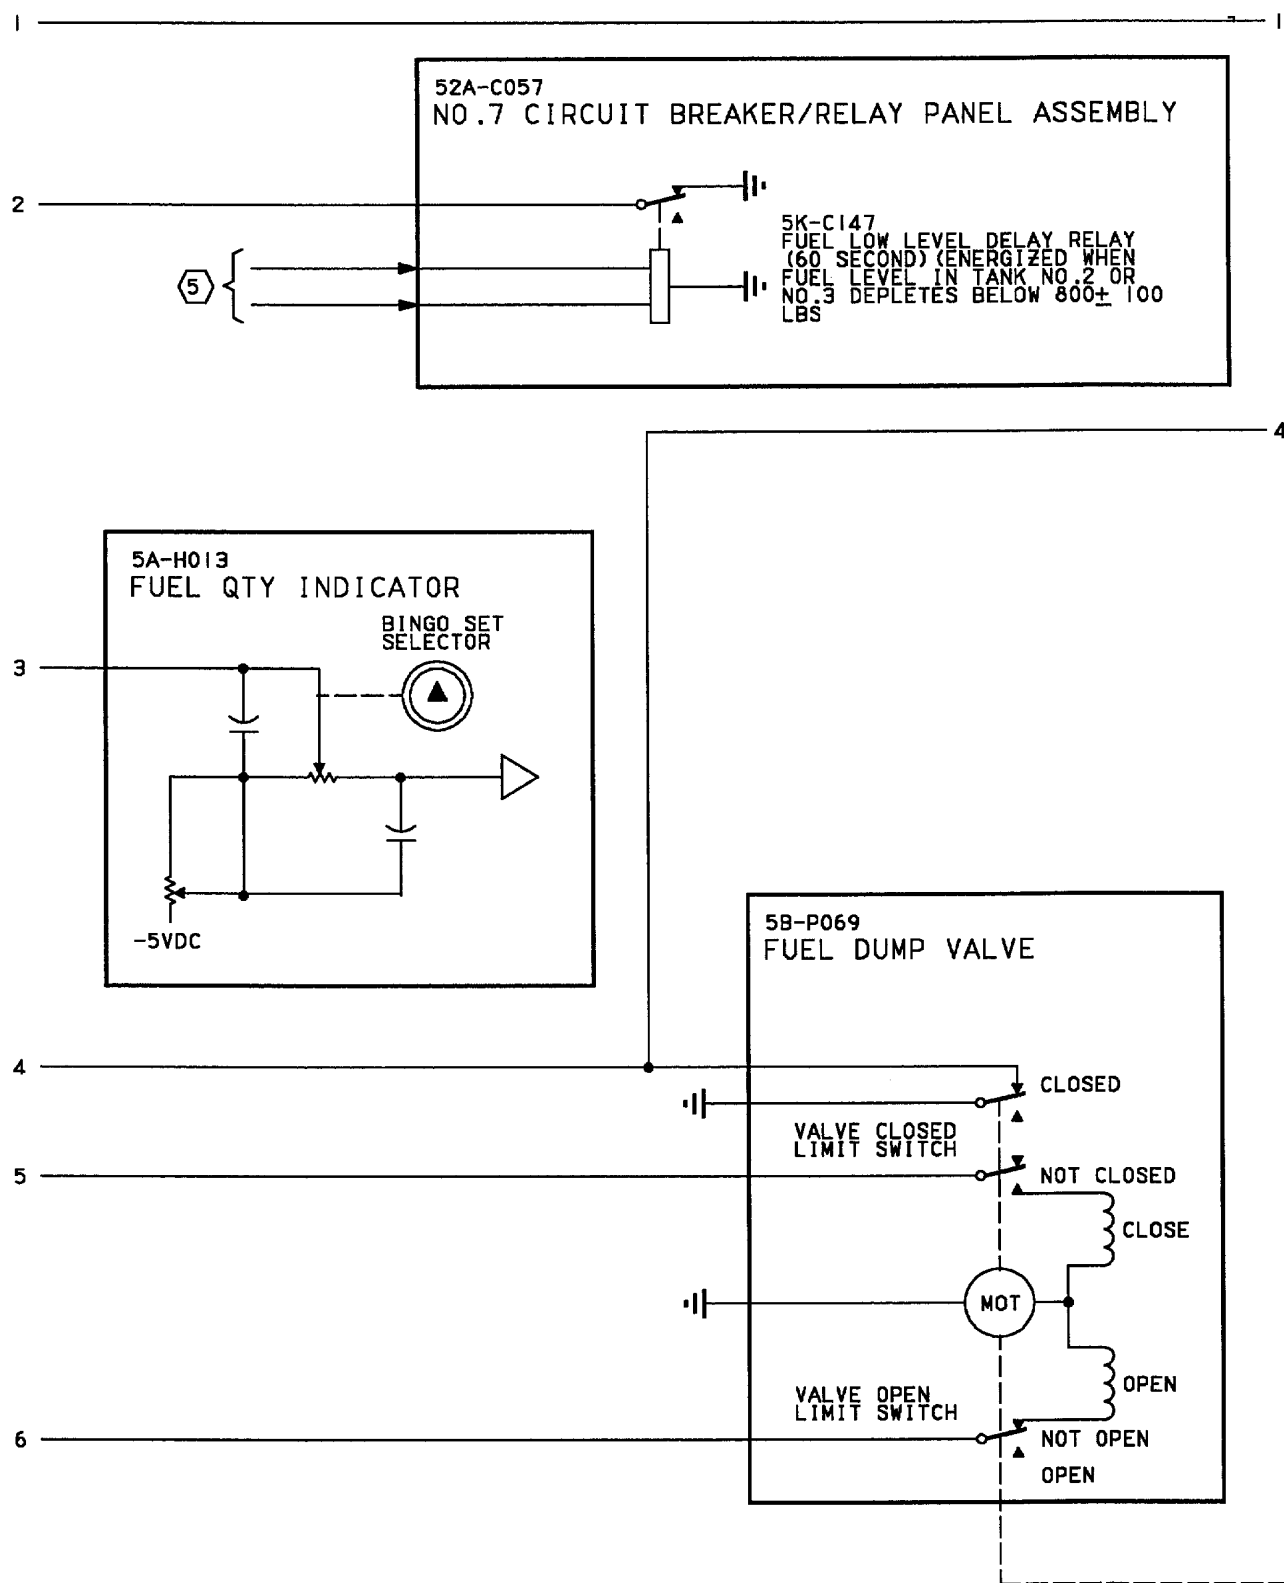 1 1
52A-C057
NO.7 CIRCUIT BREAKER/RELAY PANEL ASSEMBLY
2
5K-C147
FUEL LOW LEVEL DELAY RELAY
(60 SECOND) (ENERGIZED WHEN
FUEL LEVEL IN TANK NO.2 OR
NO.3 DEPLETES BELOW 800± 100
LBS
5
4
5A-H013
FUEL QTY INDICATOR
BINGO SET
SELECTOR
3
-5VDC
5B-P069
FUEL DUMP VALVE
4
CLOSED
VALVE CLOSED
LIMIT SWITCH
5
NOT CLOSED
CLOSE
MOT
OPEN
VALVE OPEN
LIMIT SWITCH
6
NOT OPEN
OPEN